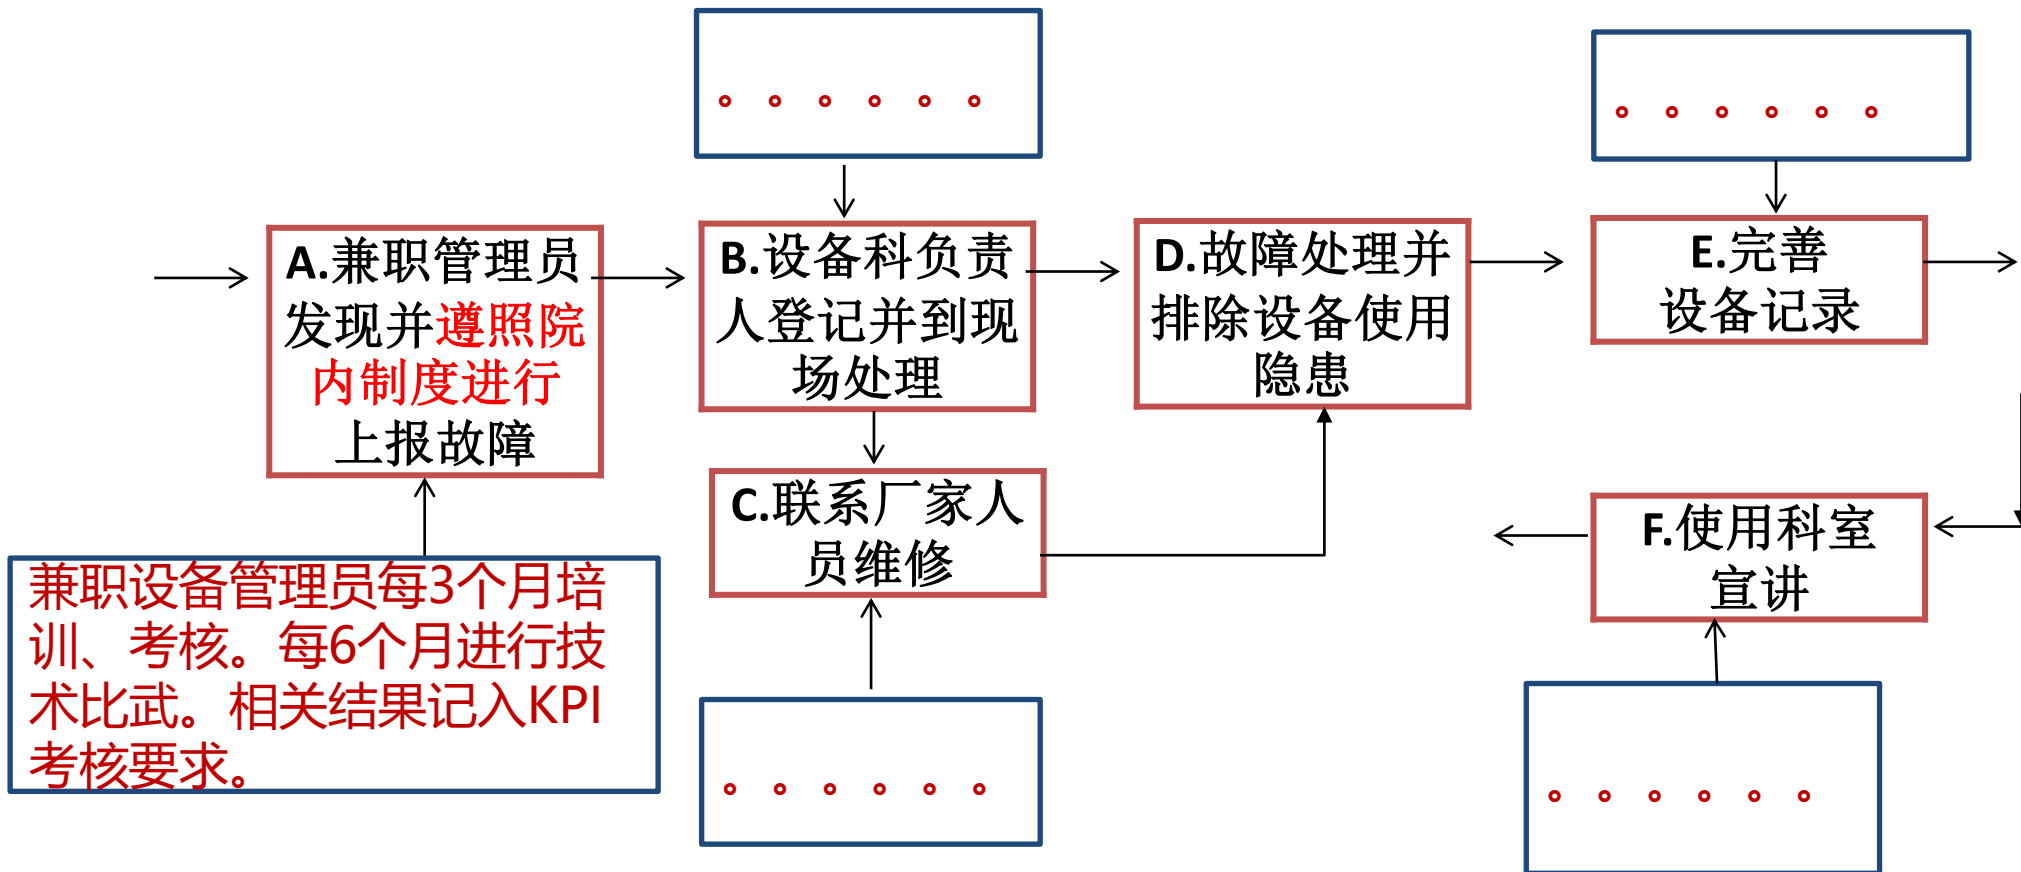 。。。。。。
。。。。。。
A.兼职管理员
发现并遵照院
内制度进行
上报故障
B.设备科负责
人登记并到现
场处理
D.故障处理并
排除设备使用
隐患
E.完善
设备记录
C.联系厂家人
员维修
F.使用科室
宣讲
兼职设备管理员每3个月培
训、考核。每6个月进行技
术比武。相关结果记入KPI
考核要求。
。。。。。。
。。。。。。